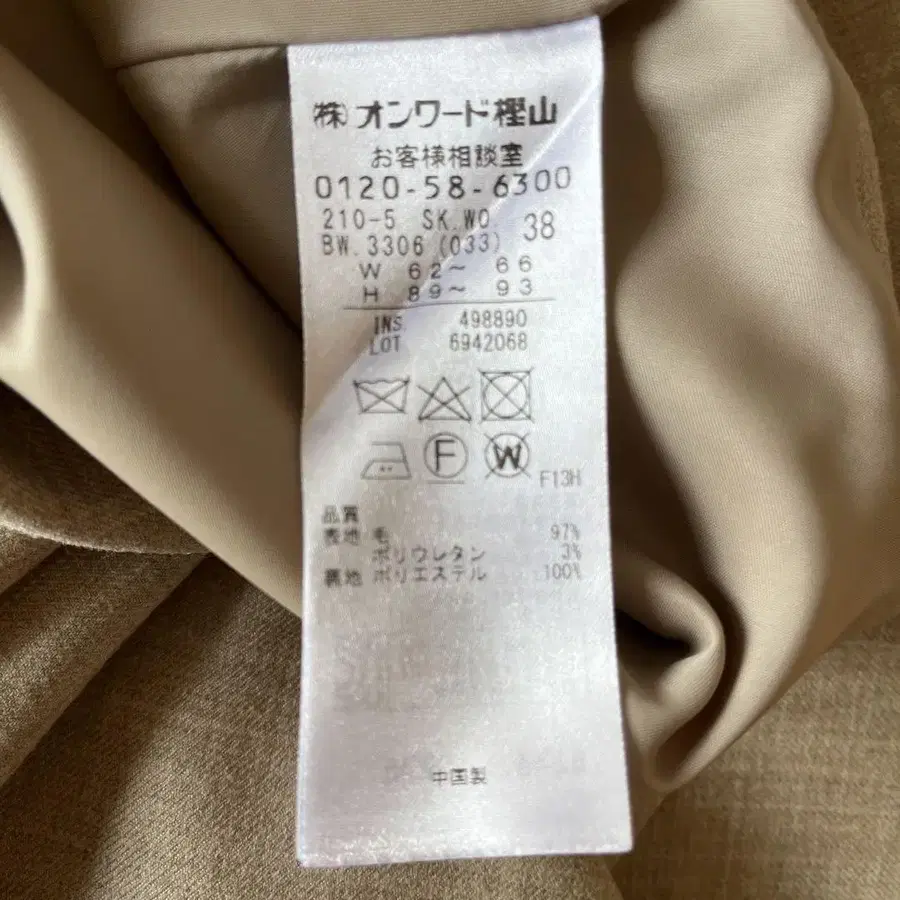 ㈱オンワード樫山
お客様相談室
0120-58-6300
210-5 SK.WO
BW.3306 (033) 38
W 62～ 66
H 89～ 93
INS 498890
LOT 6942068
F
W
F13H
品質
表地 毛 97%
ポリウレタン 3%
裏地 ポリエステル 100%
中国製